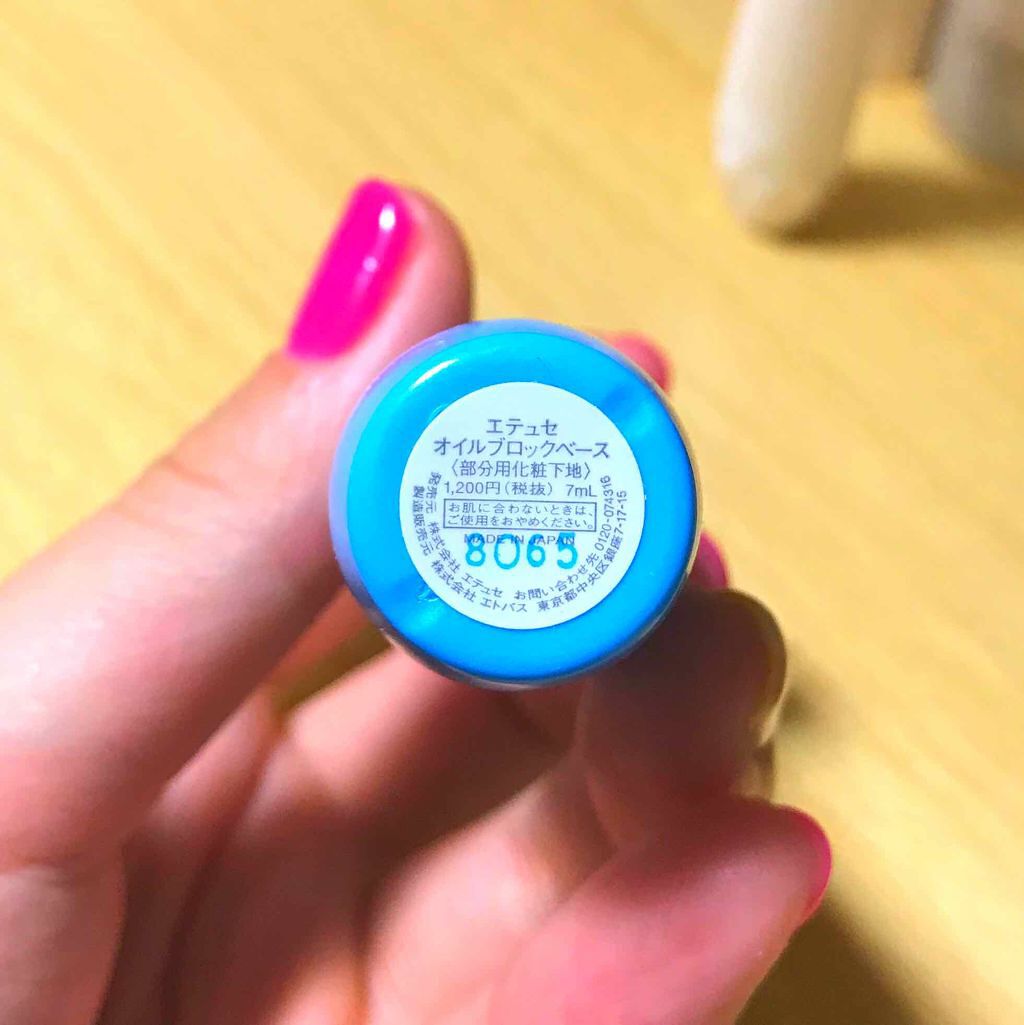 エテュセ
オイルブロックベース
〈部分用化粧下地〉
1,200円(税抜) 7mL
お肌に合わないときは、
ご使用をおやめください。
MADE IN JAPAN
8065
発売元 株式会社 エテュセ お問い合わせ先 0120-074316
製造販売元 株式会社 エトバス 東京都中央区銀座7-17-15